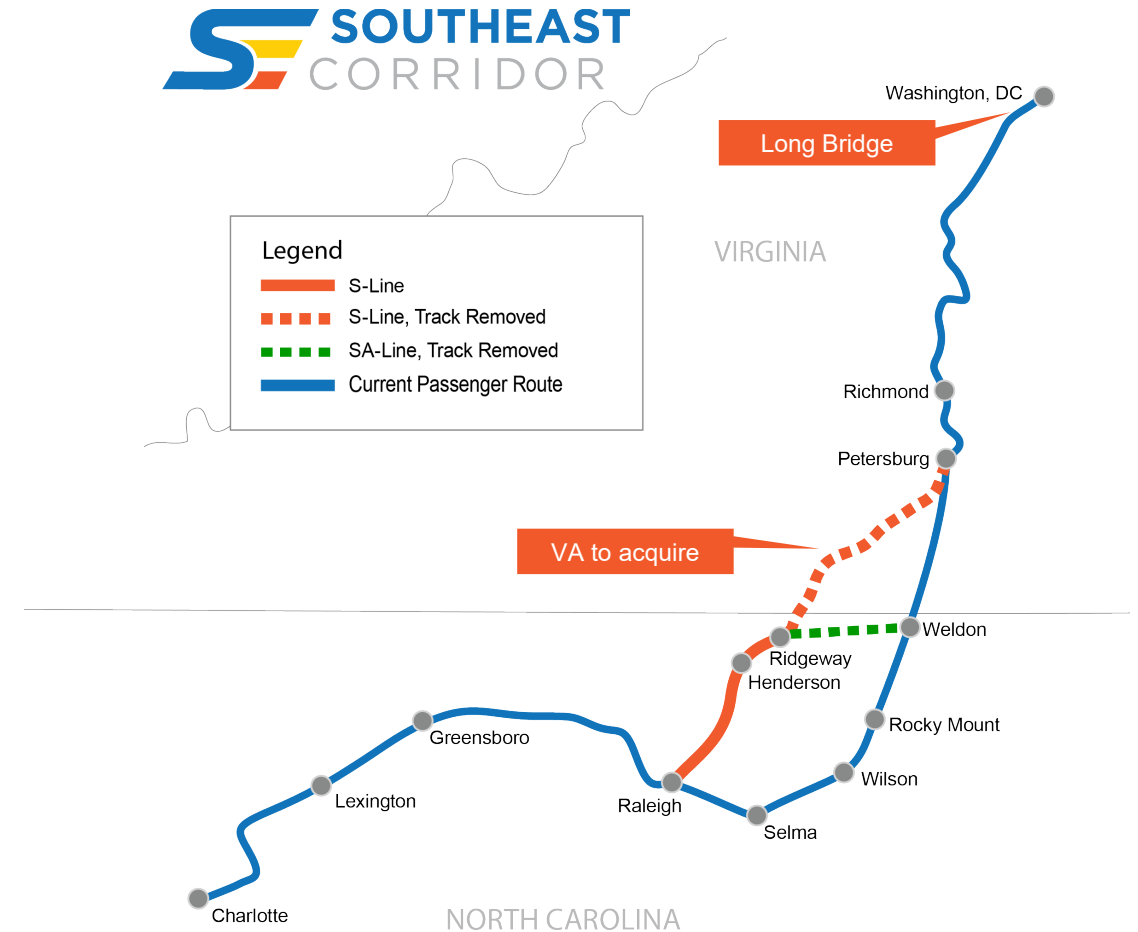 SOUTHEAST
CORRIDOR
Washington, DC
Long Bridge
VIRGINIA
Legend
S-Line
S-Line, Track Removed
SA-Line, Track Removed
Current Passenger Route
Richmond
Petersburg
VA to acquire
Weldon
Ridgeway
Henderson
Rocky Mount
Greensboro
Wilson
Lexington
Raleigh
Selma
Charlotte
NORTH CAROLINA